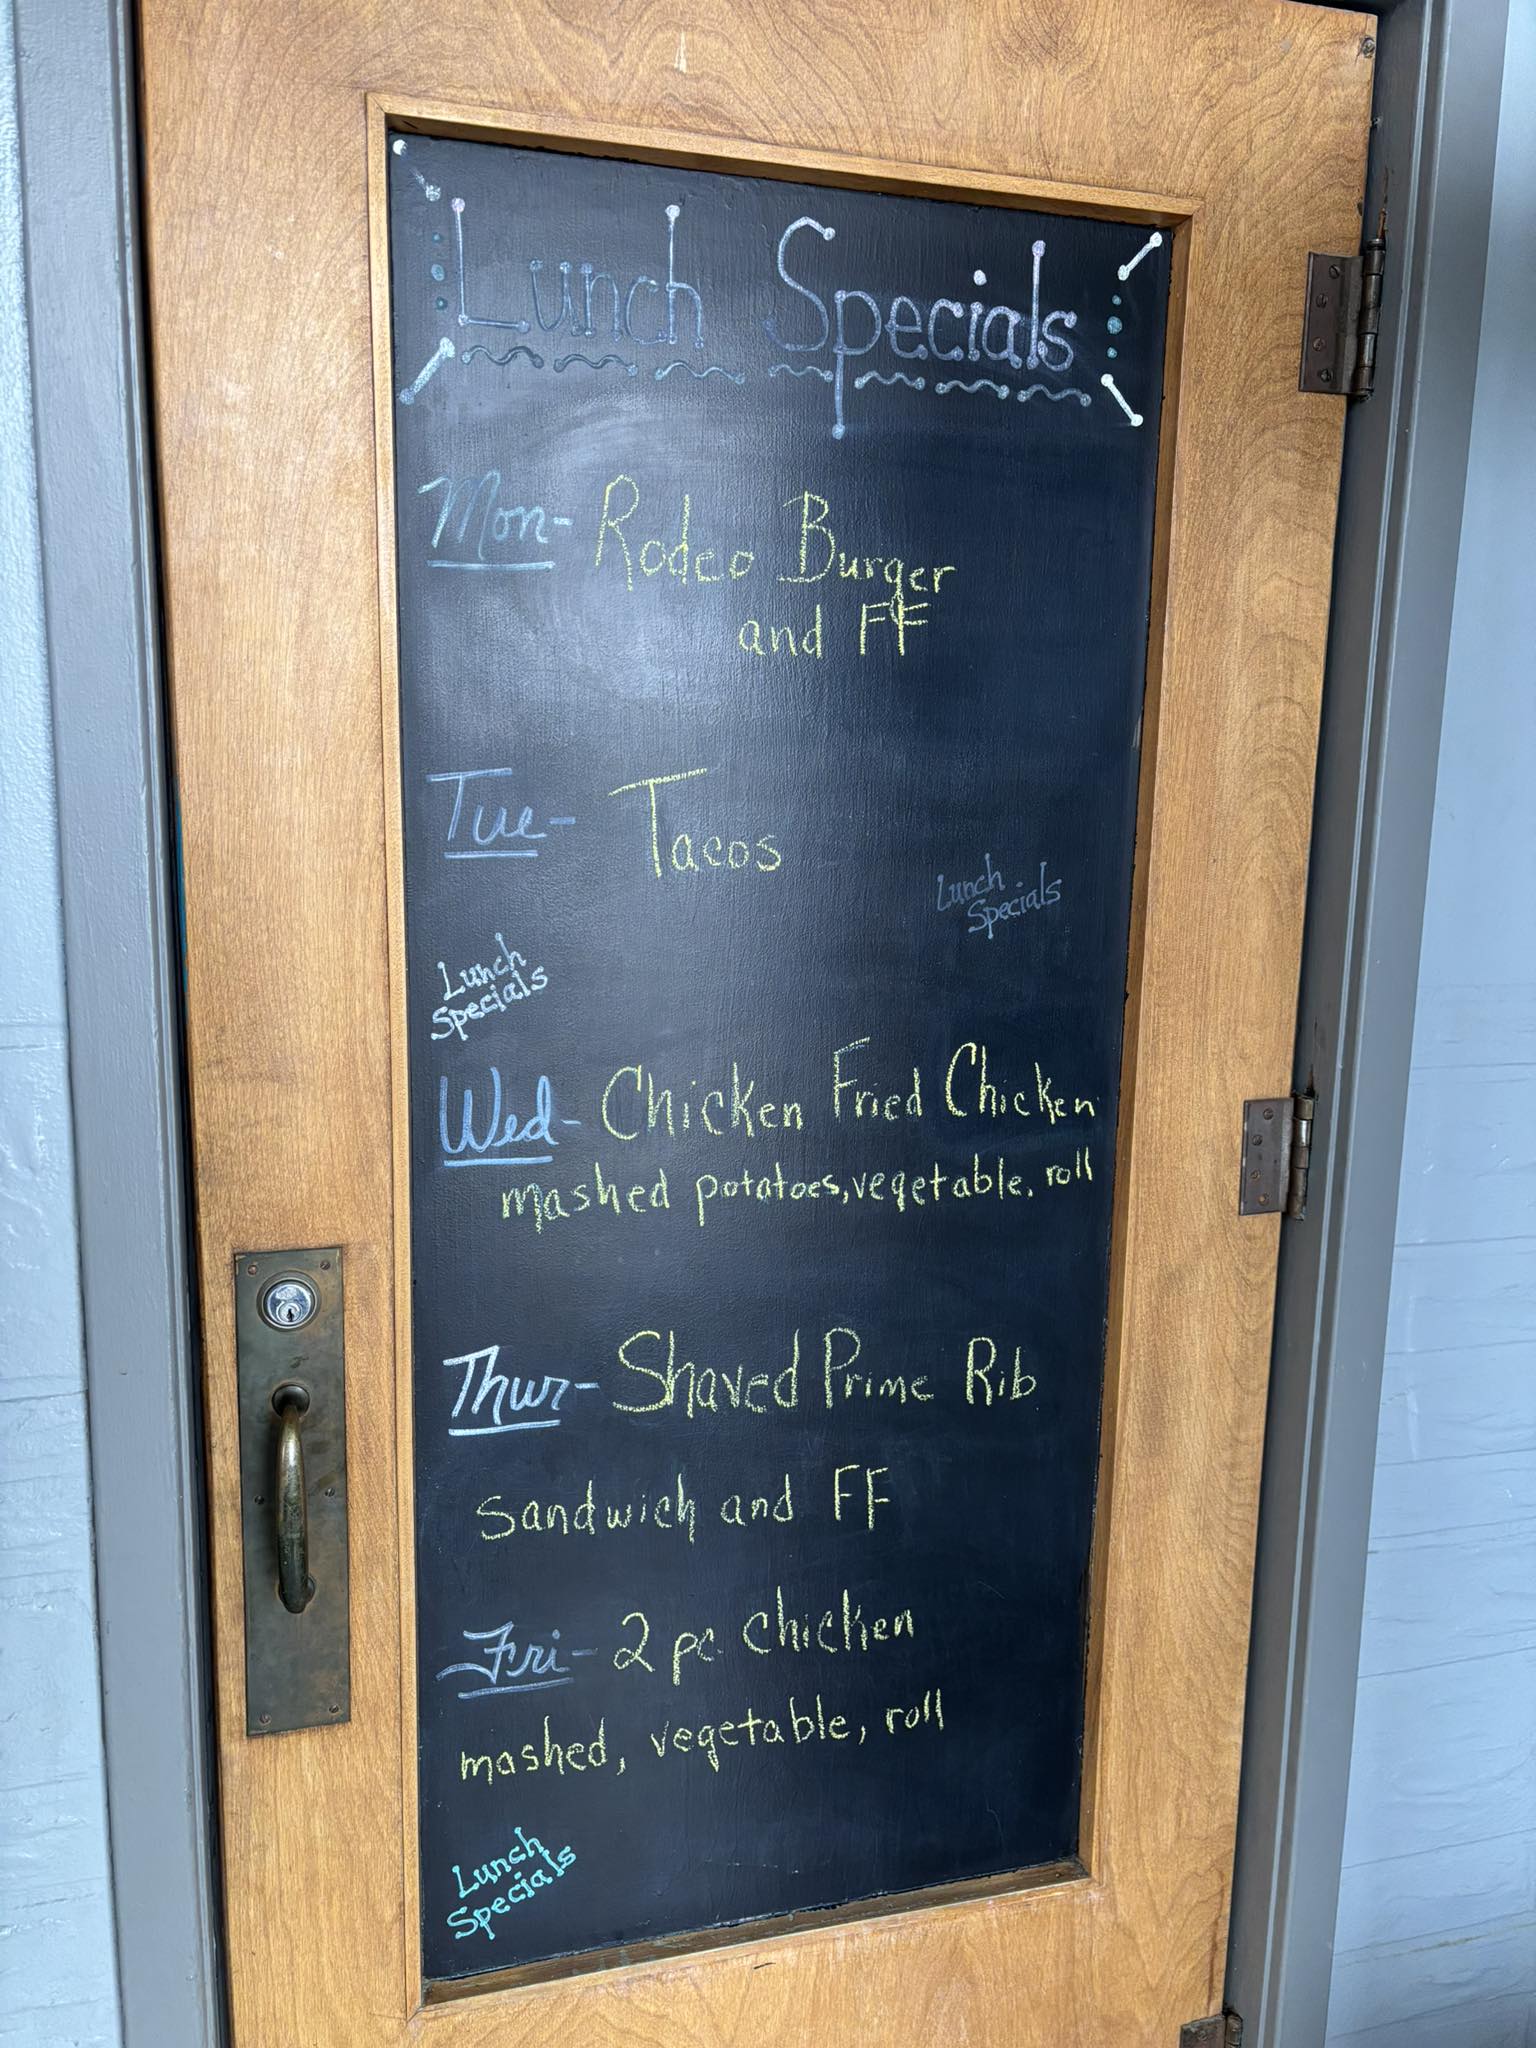 Lunch Specials
Mon- Rodeo Burger
and FF
Tue- Tacos
Lunch
Specials
Lunch
Specials
Wed- Chicken Fried Chicken
mashed potatoes, vegetable, roll
Thur- Shaved Prime Rib
sandwich and FF
Fri- 2 pc chicken
mashed, vegetable, roll
Lunch
Specials